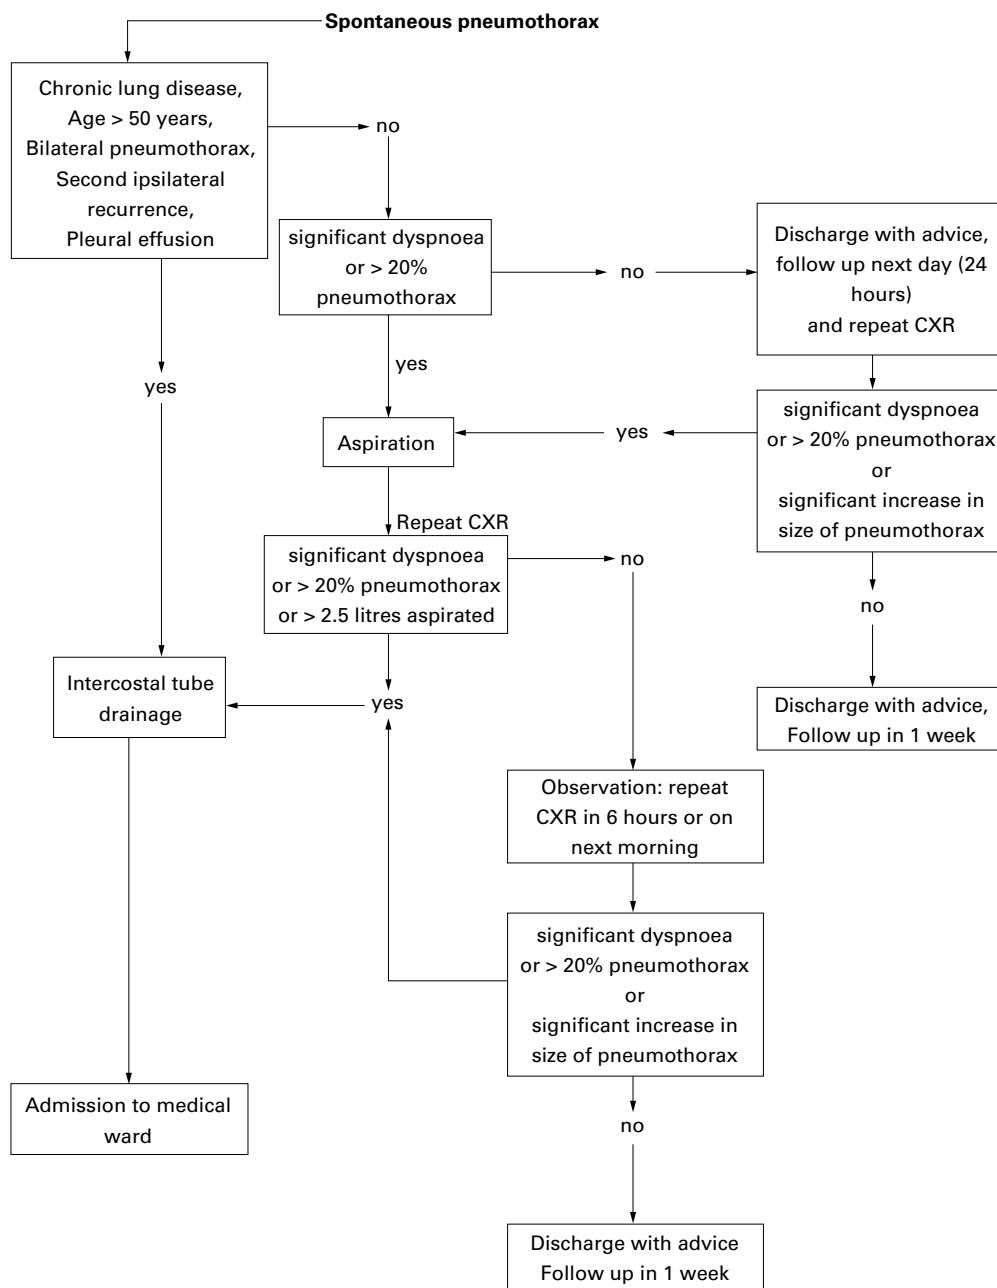 Spontaneous pneumothorax
Chronic lung disease,
Age > 50 years,
Bilateral pneumothorax,
Second ipsilateral
recurrence,
Pleural effusion
no
significant dyspnoea
or > 20%
pneumothorax
no
Discharge with advice,
follow up next day (24
hours)
and repeat CXR
yes
yes
Aspiration
yes
significant dyspnoea
or > 20% pneumothorax
or
significant increase in
size of pneumothorax
Repeat CXR
significant dyspnoea
or > 20% pneumothorax
or > 2.5 litres aspirated
no
no
Intercostal tube
drainage
yes
Discharge with advice,
Follow up in 1 week
Observation: repeat
CXR in 6 hours or on
next morning
significant dyspnoea
or > 20% pneumothorax
or
significant increase in
size of pneumothorax
Admission to medical
ward
no
Discharge with advice
Follow up in 1 week